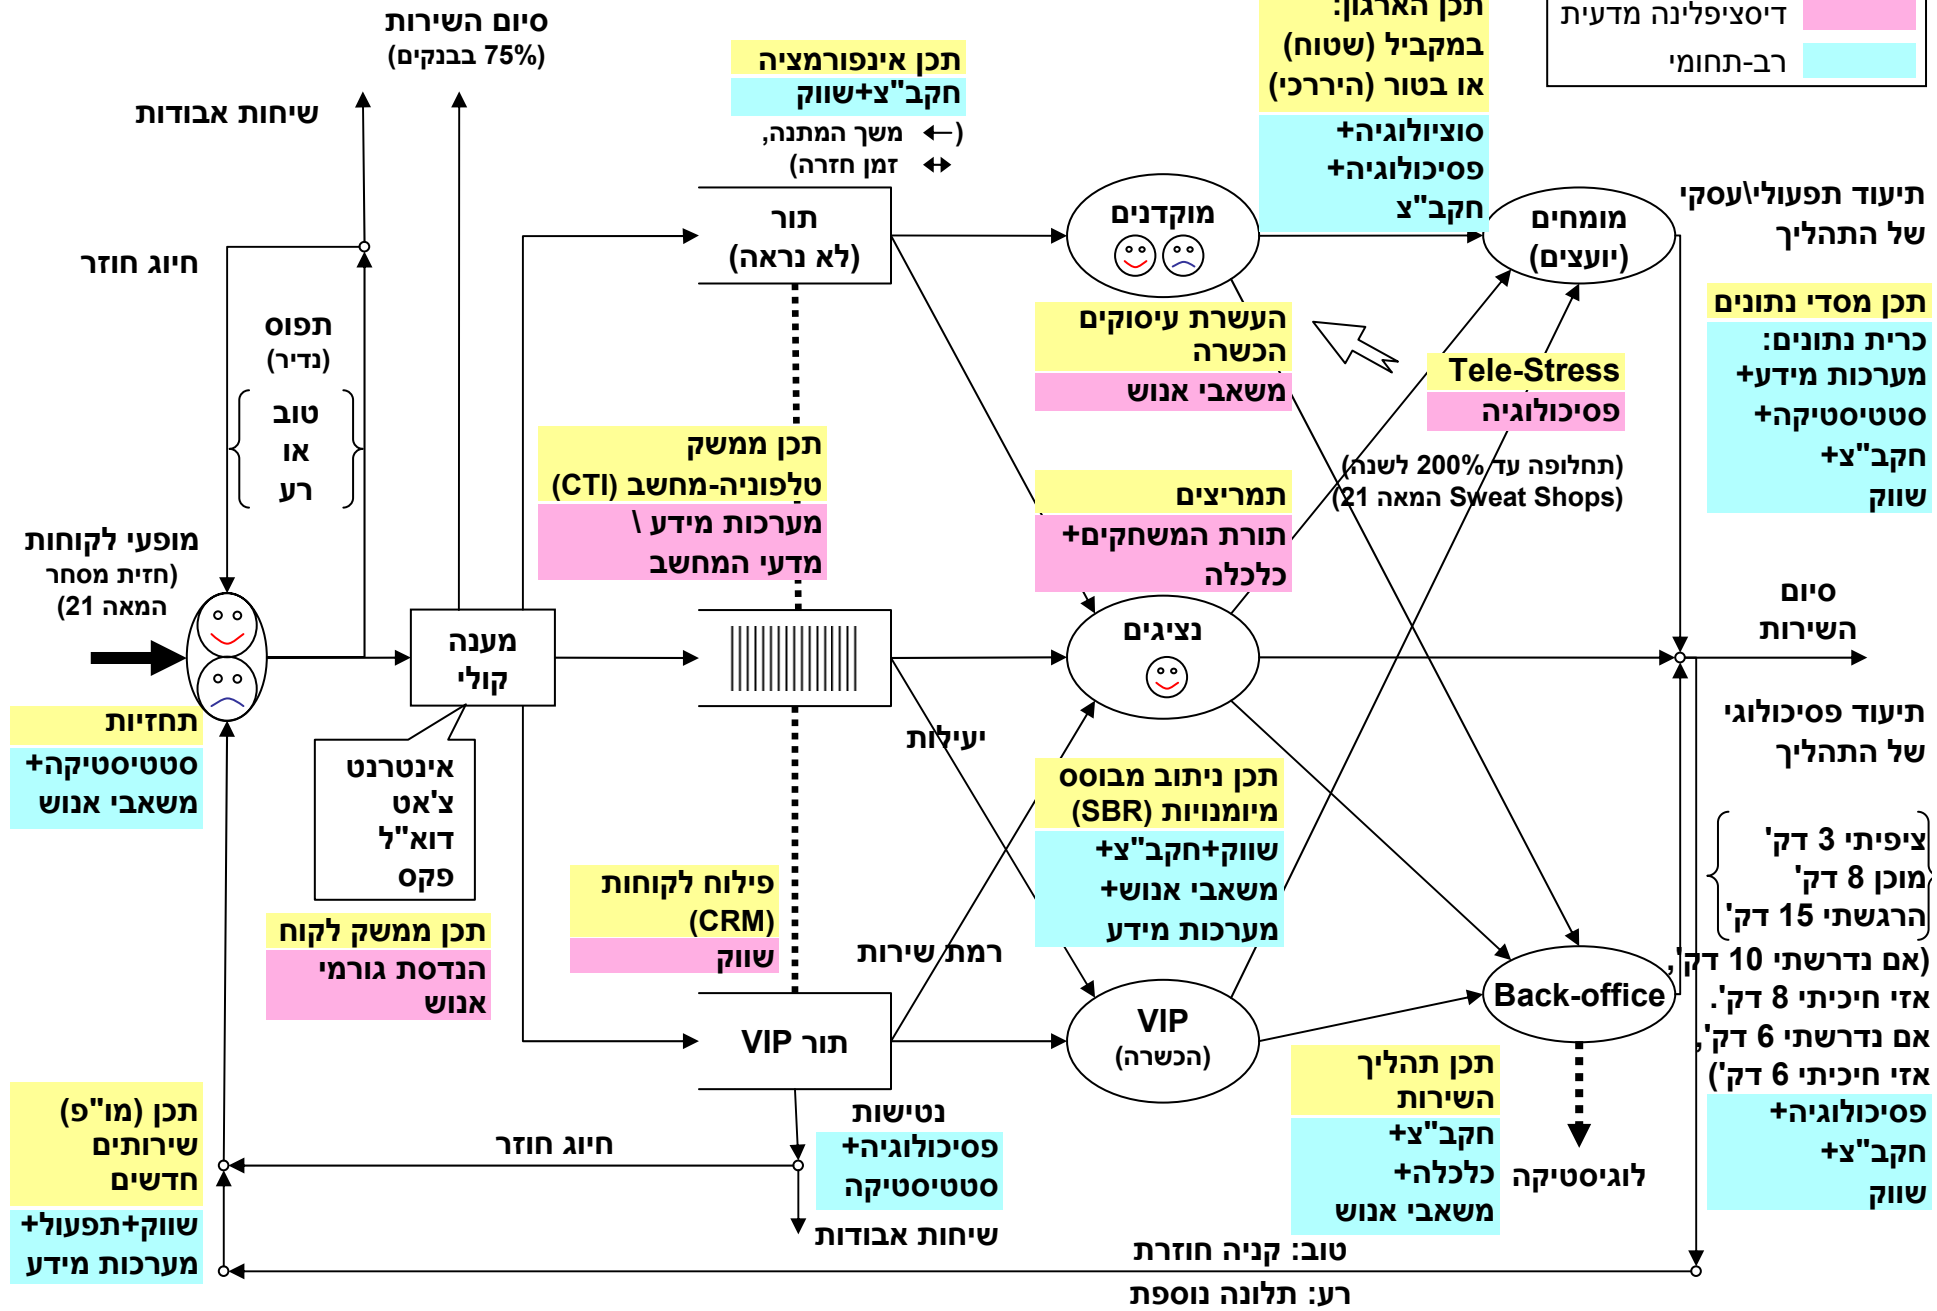 סיום השירות
(75% בבנקים)
שיחות אבודות
תכן אינפורמציה
חקב"צ+שווק
(← משך המתנה,
↔ זמן חזרה)
תכן הארגון:
במקביל (שטוח)
או בטור (היררכי)
סוציולוגיה+
פסיכולוגיה+
חקב"צ
דיסציפלינה מדעית
רב-תחומי
חיוג חוזר
תפוס
(נדיר)
טוב
או
רע
תור
(לא נראה)
מוקדנים
מומחים
(יועצים)
תיעוד תפעולי\עסקי
של התהליך
העשרת עיסוקים
הכשרה
משאבי אנוש
Tele-Stress
פסיכולוגיה
(תחלופה עד 200% לשנה)
(Sweat Shops המאה 21)
תכן מסדי נתונים
כרית נתונים:
מערכות מידע+
סטטיסטיקה+
חקב"צ+
שווק
תכן ממשק
טלפוניה-מחשב (CTI)
מערכות מידע \
מדעי המחשב
תמריצים
תורת המשחקים+
כלכלה
מופעי לקוחות
(חזית מסחר
המאה 21)
מענה
קולי
נציגים
סיום
השירות
תחזיות
סטטיסטיקה+
משאבי אנוש
אינטרנט
צ'אט
דוא"ל
פקס
תכן ממשק לקוח
הנדסת גורמי
אנוש
פילוח לקוחות
(CRM)
שווק
יעילות
רמת שירות
תכן ניתוב מבוסס
מיומנויות (SBR)
שווק+חקב"צ+
משאבי אנוש+
מערכות מידע
תיעוד פסיכולוגי
של התהליך
ציפיתי 3 דק'
מוכן 8 דק'
הרגשתי 15 דק'
(אם נדרשתי 10 דק',
אזי חיכיתי 8 דק'.
אם נדרשתי 6 דק',
אזי חיכיתי 6 דק')
פסיכולוגיה+
חקב"צ+
שווק
תור VIP
VIP
(הכשרה)
Back-office
תכן תהליך
השירות
חקב"צ+
כלכלה+
משאבי אנוש
לוגיסטיקה
נטישות
פסיכולוגיה+
סטטיסטיקה
שיחות אבודות
חיוג חוזר
תכן (מו"פ)
שירותים
חדשים
שווק+תפעול+
מערכות מידע
טוב: קניה חוזרת
רע: תלונה נוספת